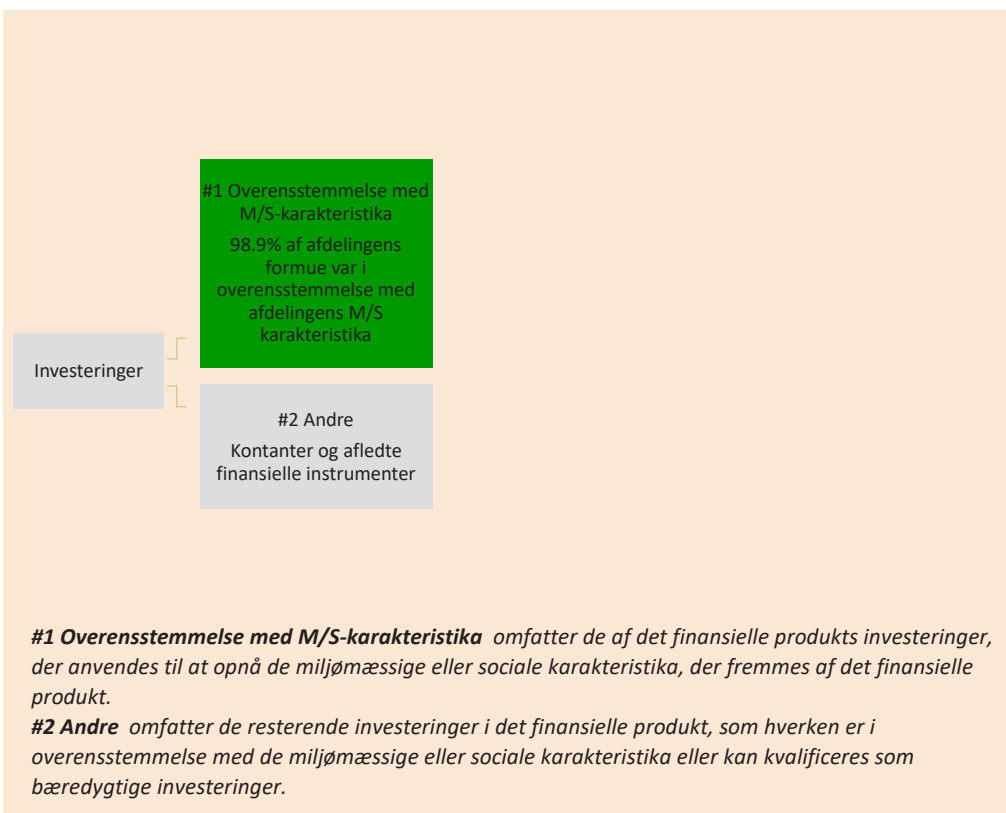 #1 Overensstemmelse med
M/S-karakteristika
98.9% af afdelingens
formue var i
overensstemmelse med
afdelingens M/S
karakteristika
Investeringer
#2 Andre
Kontanter og afledte
finansielle instrumenter
#1 Overensstemmelse med M/S-karakteristika omfatter de af det finansielle produkts investeringer,
der anvendes til at opnå de miljømæssige eller sociale karakteristika, der fremmes af det finansielle
produkt.
#2 Andre omfatter de resterende investeringer i det finansielle produkt, som hverken er i
overensstemmelse med de miljømæssige eller sociale karakteristika eller kan kvalificeres som
bæredygtige investeringer.